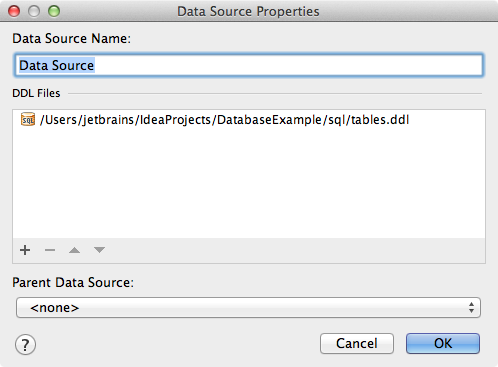 Data Source Properties
Data Source Name:
Data Source
DDL Files
SQL /Users/jetbrains/IdeaProjects/DatabaseExample/sql/tables.ddl
Parent Data Source:
<none>
? Cancel OK